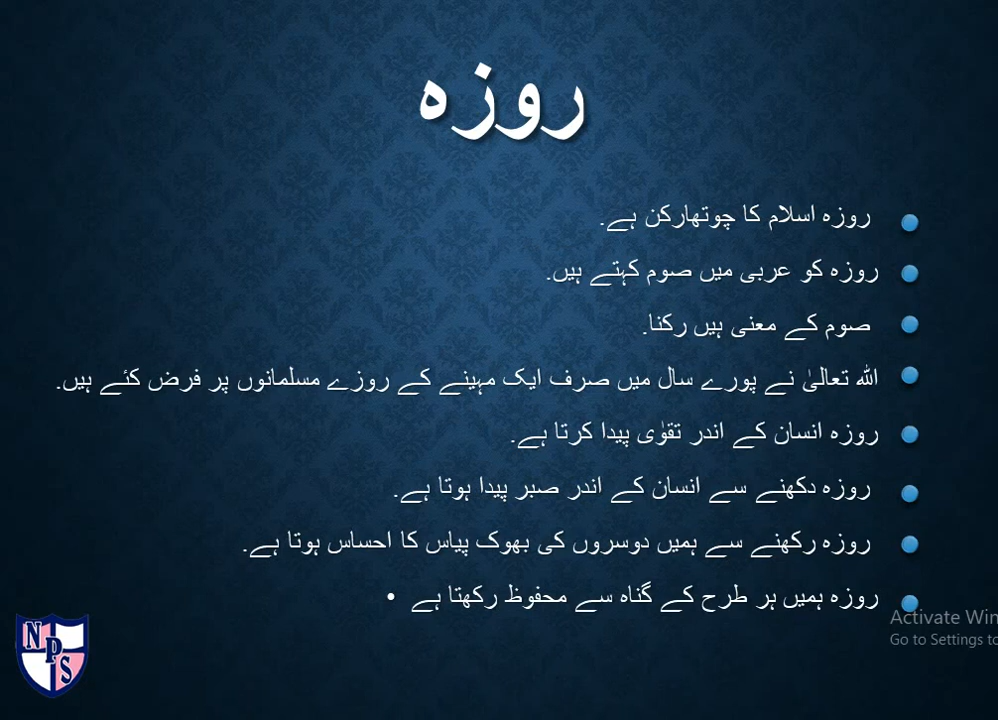 روزہ
روزہ اسلام کا چوتھارکن ہے.
روزہ کو عربی میں صوم کہتے ہیں.
صوم کے معنی ہیں رکنا.
اللہ تعالیٰ نے پورے سال میں صرف ایک مہینے کے روزے مسلمانوں پر فرض کئے ہیں.
روزہ انسان کے اندر تقوٰی پیدا کرتا ہے.
روزہ دکھنے سے انسان کے اندر صبر پیدا ہوتا ہے.
روزہ رکھنے سے ہمیں دوسروں کی بھوک پیاس کا احساس ہوتا ہے.
روزہ ہمیں ہر طرح کے گناہ سے محفوظ رکھتا ہے •
Activate Win
Go to Settings to
NPS